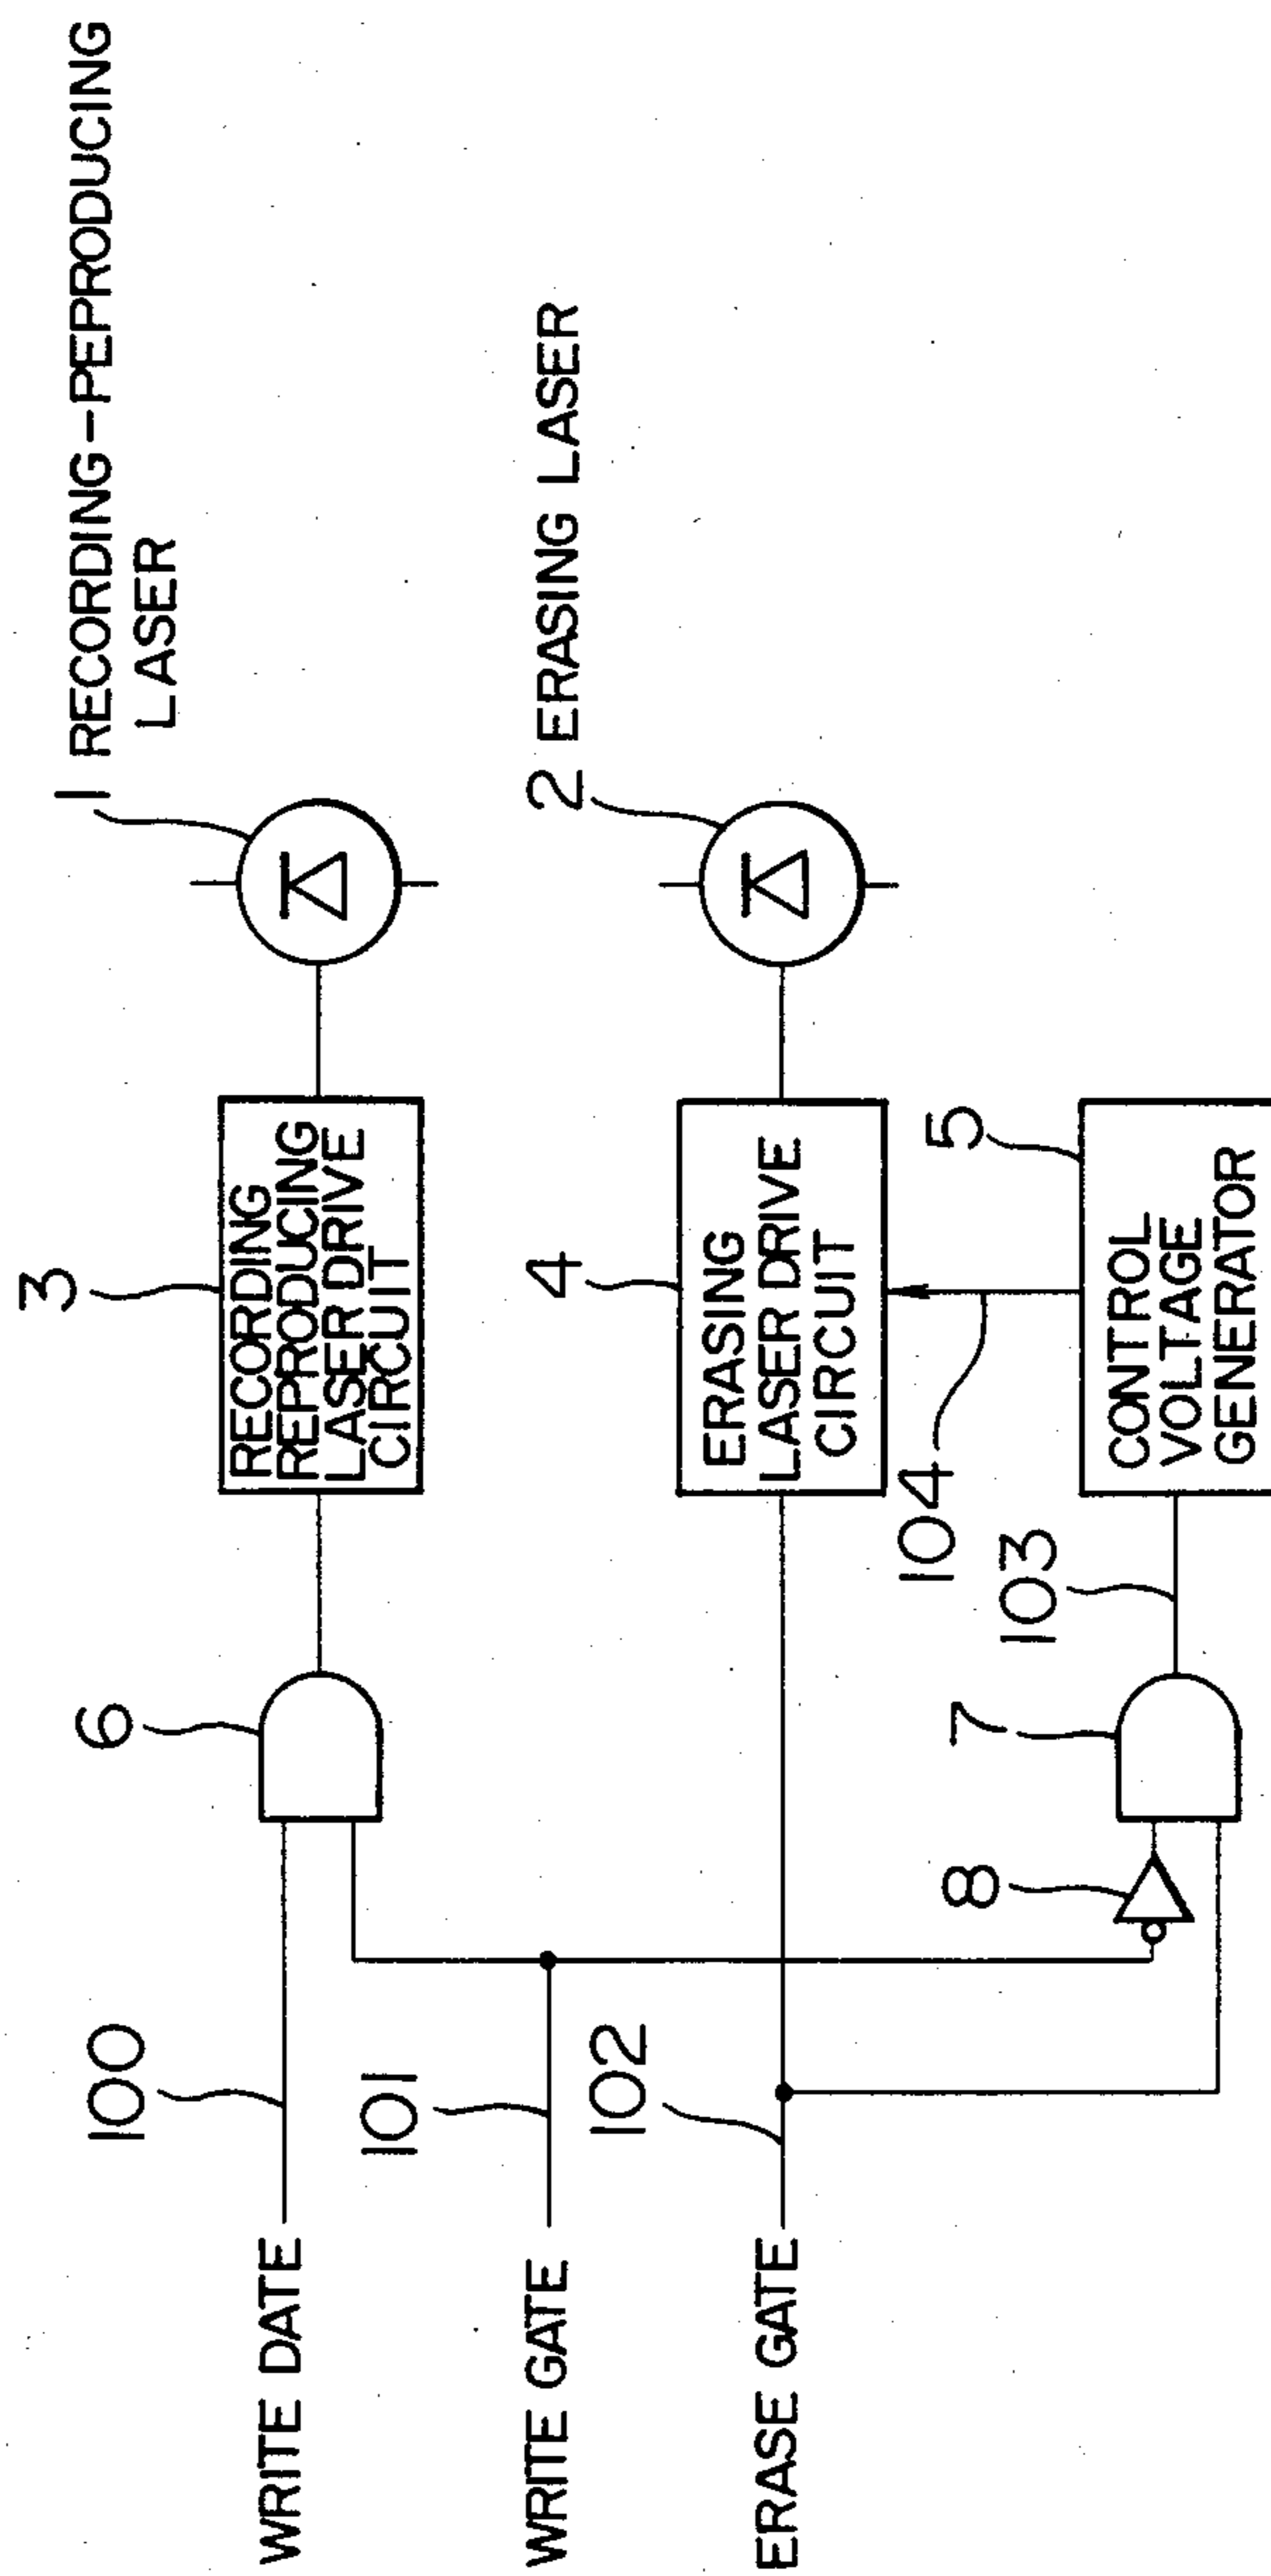 1 RECORDING-PEPRODUCING
LASER
2 ERASING LASER
3
RECORDING
REPRODUCING
LASER DRIVE
CIRCUIT
4
ERASING
LASER DRIVE
CIRCUIT
5
CONTROL
VOLTAGE
GENERATOR
104
103
6
7
8
100
101
102
WRITE DATE
WRITE GATE
ERASE GATE